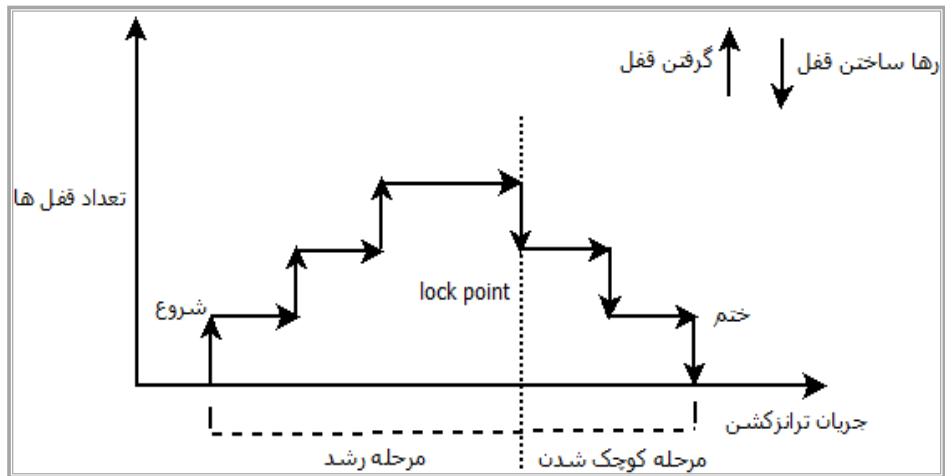 گرفتن قفل
رها ساختن قفل
تعداد قفل ها
شروع
lock point
ختم
جریان ترانزکشن
مرحله رشد
مرحله کوچک شدن